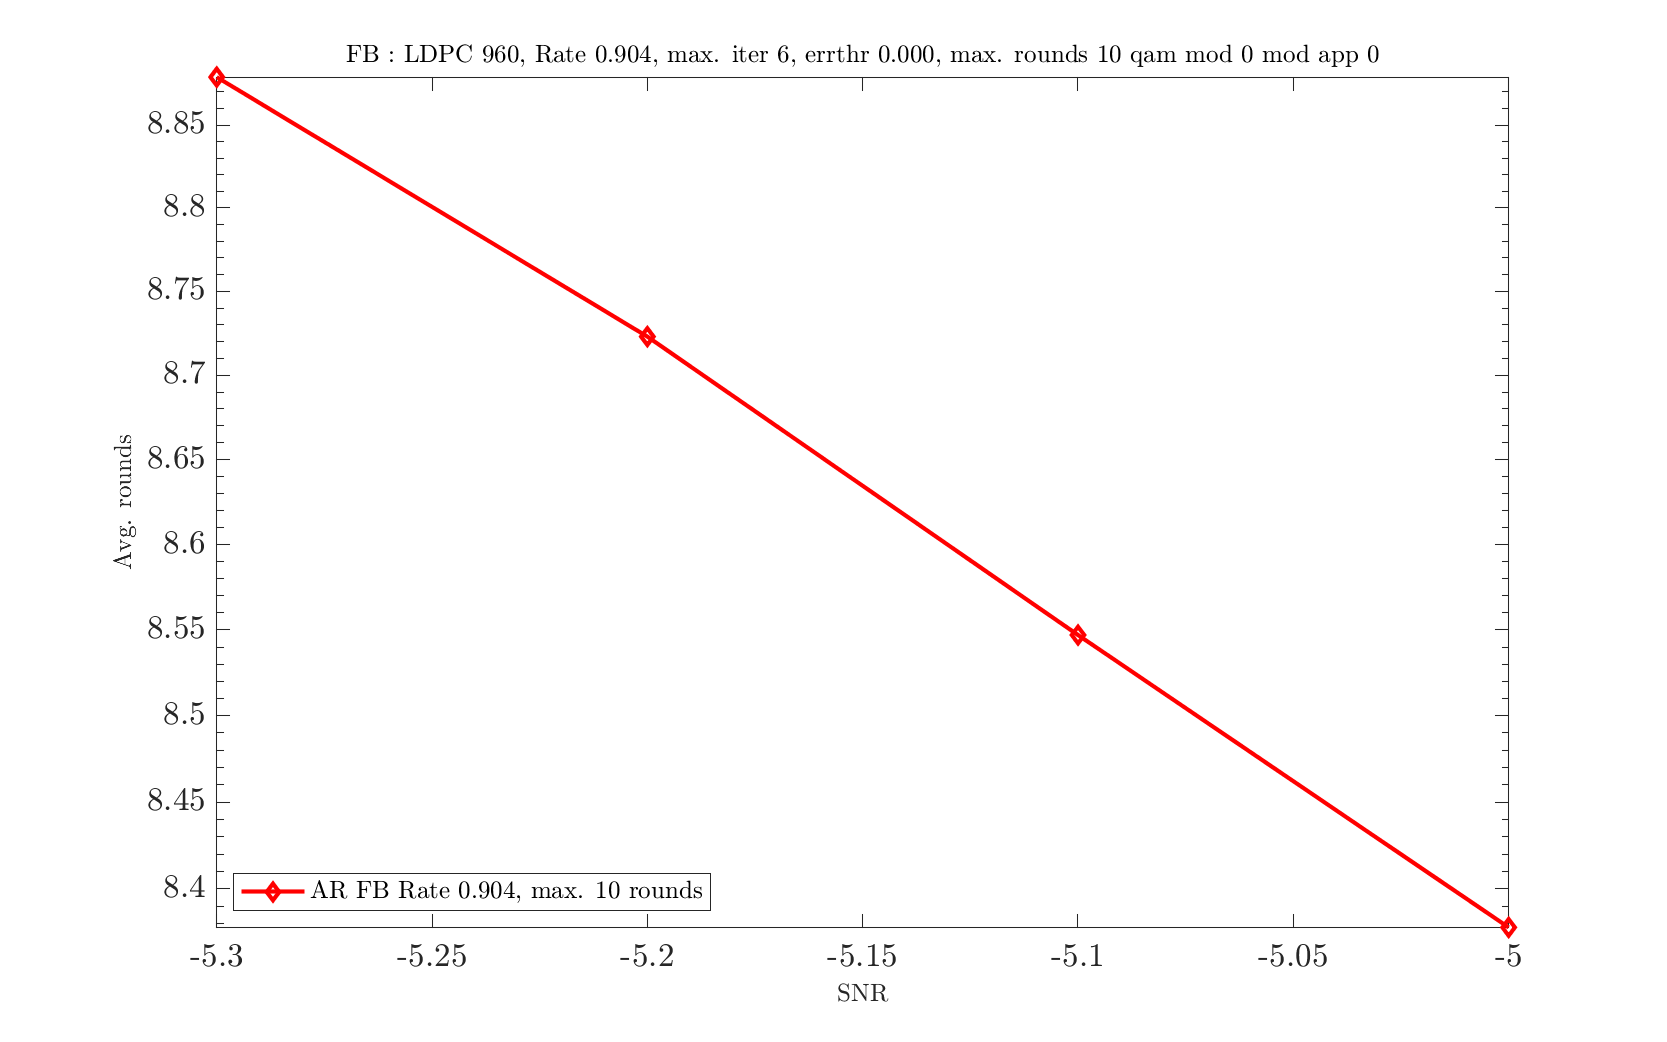 FB : LDPC 960, Rate 0.904, max. iter 6, errthr 0.000, max. rounds 10 qam mod 0 mod app 0
8.85
8.8
8.75
8.7
8.65
8.6
8.55
8.5
8.45
8.4
Avg. rounds
AR FB Rate 0.904, max. 10 rounds
-5.3 -5.25 -5.2 -5.15 -5.1 -5.05 -5
SNR